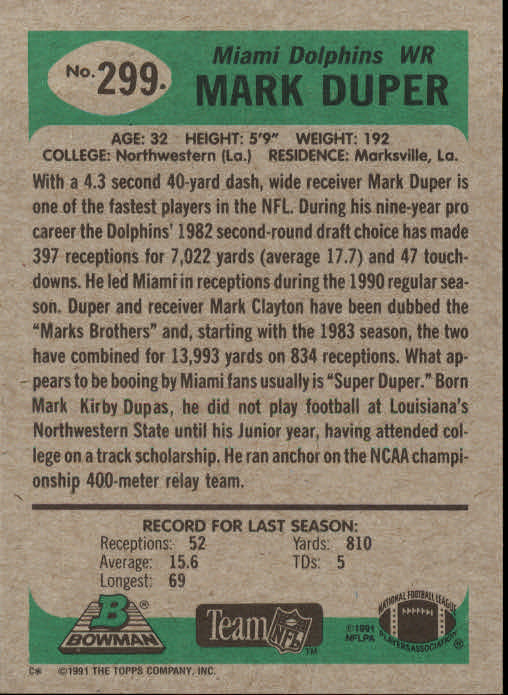 Miami Dolphins WR
No. 299.
MARK DUPER
AGE: 32 HEIGHT: 5'9" WEIGHT: 192
COLLEGE: Northwestern (La.) RESIDENCE: Marksville, La.
With a 4.3 second 40-yard dash, wide receiver Mark Duper is
one of the fastest players in the NFL. During his nine-year pro
career the Dolphins' 1982 second-round draft choice has made
397 receptions for 7,022 yards (average 17.7) and 47 touch-
downs. He led Miami in receptions during the 1990 regular sea-
son. Duper and receiver Mark Clayton have been dubbed the
"Marks Brothers" and, starting with the 1983 season, the two
have combined for 13,993 yards on 834 receptions. What ap-
pears to be booing by Miami fans usually is "Super Duper." Born
Mark Kirby Dupas, he did not play football at Louisiana's
Northwestern State until his Junior year, having attended col-
lege on a track scholarship. He ran anchor on the NCAA champi-
onship 400-meter relay team.
RECORD FOR LAST SEASON:
Receptions: 52 Yards: 810
Average: 15.6 TDs: 5
Longest: 69
B®
BOWMAN
Team NFL™
©1991
NFLPA
NATIONAL FOOTBALL LEAGUE
PLAYERS ASSOCIATION®
C* ©1991 THE TOPPS COMPANY, INC.